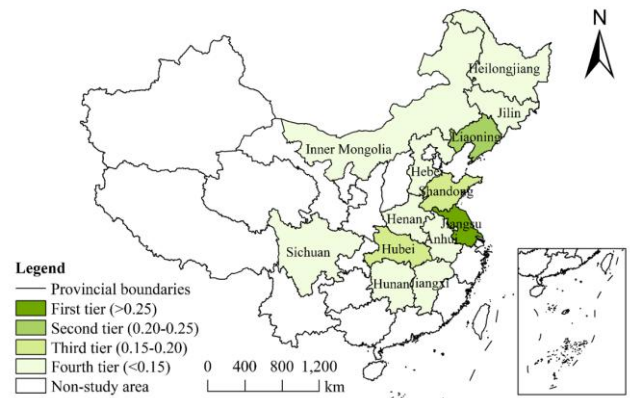 N
Heilongjiang
Jilin
Liaoning
Inner Mongolia
Hebei
Shandong
Henan
Jiangsu
Anhui
Sichuan
Hubei
Hunan
Jiangxi
Legend
Provincial boundaries
First tier (>0.25)
Second tier (0.20-0.25)
Third tier (0.15-0.20)
Fourth tier (<0.15)
Non-study area
0 400 800 1,200
km